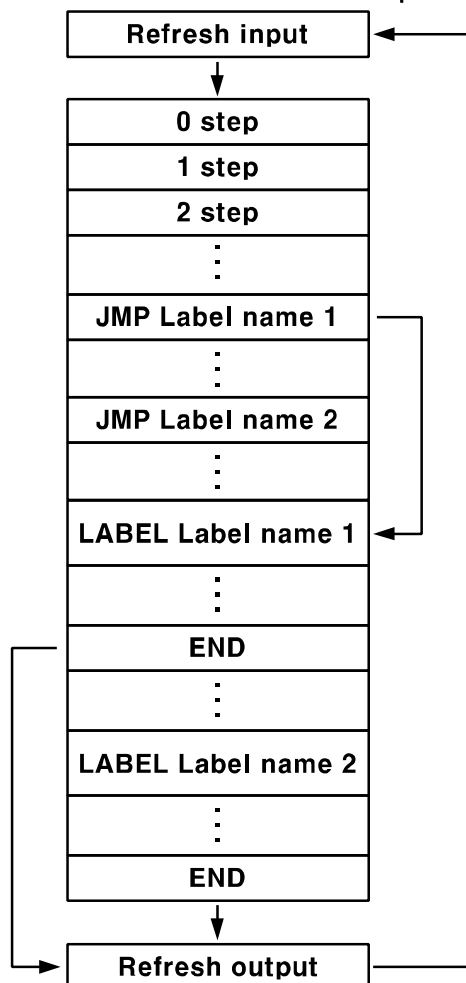 Refresh input
0 step
1 step
2 step
⋮
JMP Label name 1
⋮
JMP Label name 2
⋮
LABEL Label name 1
⋮
END
⋮
LABEL Label name 2
⋮
END
Refresh output